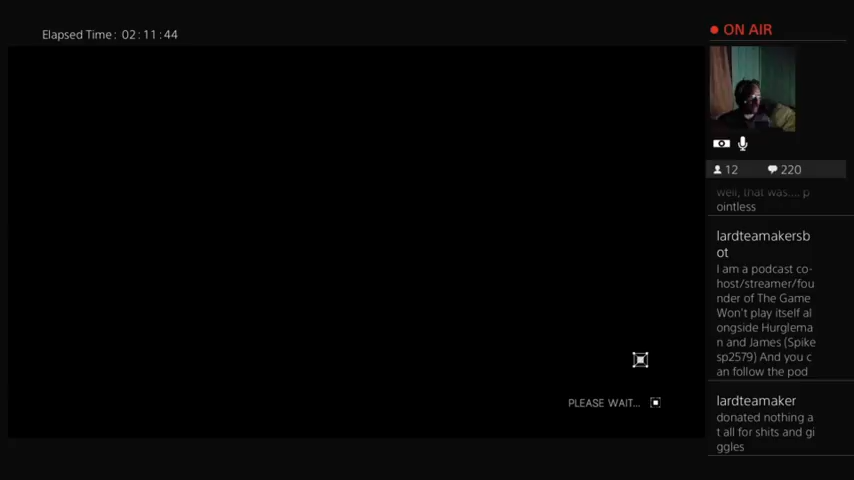 Elapsed Time: 02:11:44
ON AIR
12 220
well, that was.... p
ointless
lardteamakersb
ot
I am a podcast co-
host/streamer/fou
nder of The Game
Won't play itself al
ongside Hurglema
n and James (Spike
sp2579) And you c
an follow the pod
PLEASE WAIT...
lardteamaker
donated nothing a
t all for shits and gi
ggles